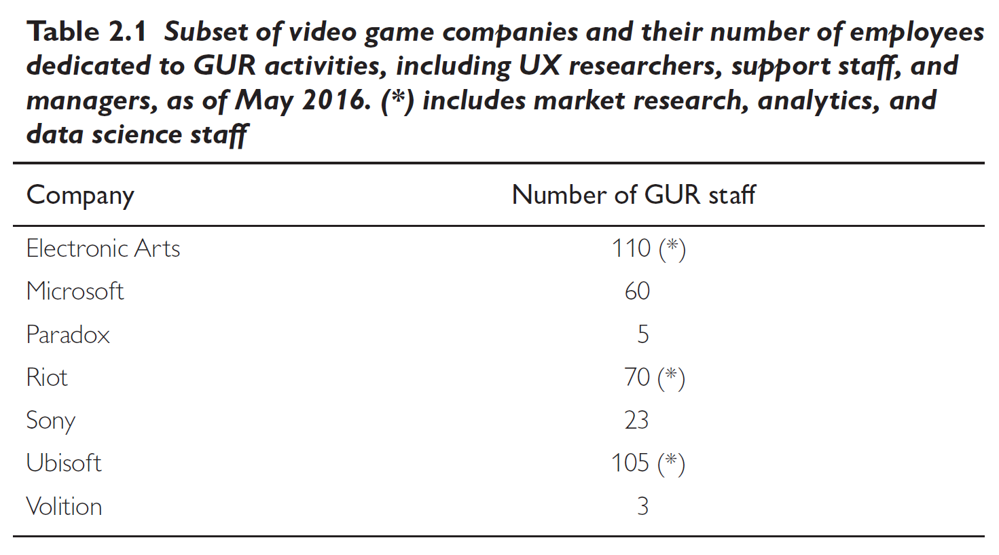 Table 2.1 Subset of video game companies and their number of employees
dedicated to GUR activities, including UX researchers, support staff, and
managers, as of May 2016. (*) includes market research, analytics, and
data science staff
Company Number of GUR staff
Electronic Arts 110 (*)
Microsoft 60
Paradox 5
Riot 70 (*)
Sony 23
Ubisoft 105 (*)
Volition 3